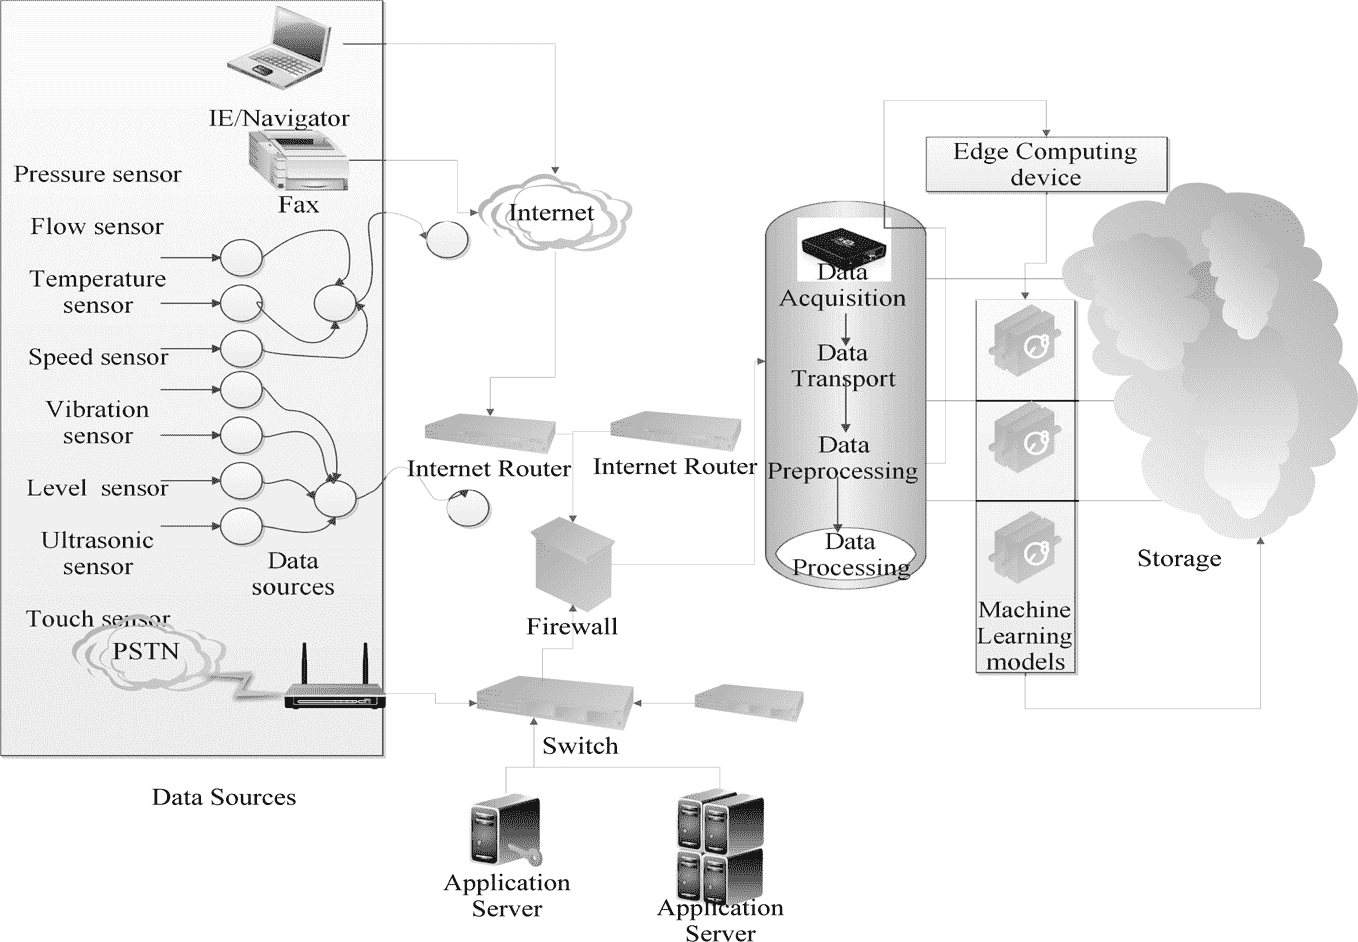 IE/Navigator
Fax
Pressure sensor
Flow sensor
Temperature
sensor
Speed sensor
Vibration
sensor
Level  sensor
Ultrasonic
sensor
Touch sensor
PSTN
Data
sources
Data Sources
Internet
Internet Router
Internet Router
Firewall
Switch
Application
Server
Application
Server
Data
Acquisition
Data
Transport
Data
Preprocessing
Data
Processing
Edge Computing
device
Machine
Learning
models
Storage